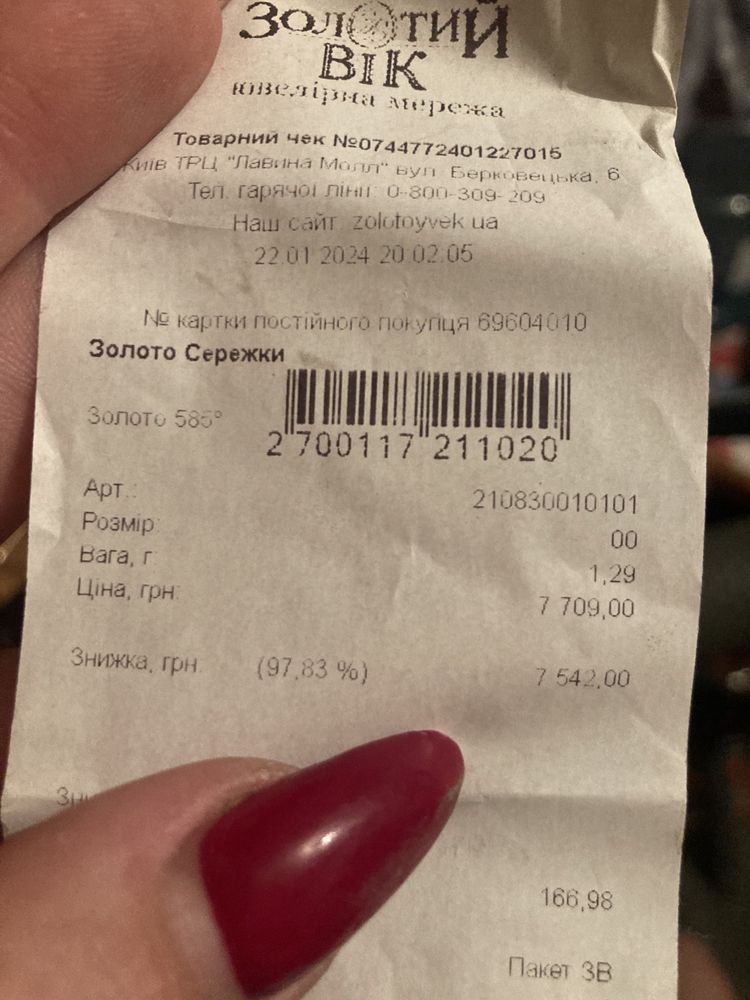 Золотий
Вік
ювелірна мережа
Товарний чек №0744772401227015
Київ ТРЦ "Лавина Молл" вул. Берковецька, 6
Тел. гарячої лінії: 0-800-309-209
Наш сайт: zolotoyvek.ua
22.01.2024 20:02:05
№ картки постійного покупця 69604010
Золото Сережки
Золото 585°
2 700117 211020
Арт.: 210830010101
Розмір: 00
Вага, г: 1,29
Ціна, грн: 7 709,00
Знижка, грн: (97,83 %) 7 542,00
166,98
Пакет ЗВ